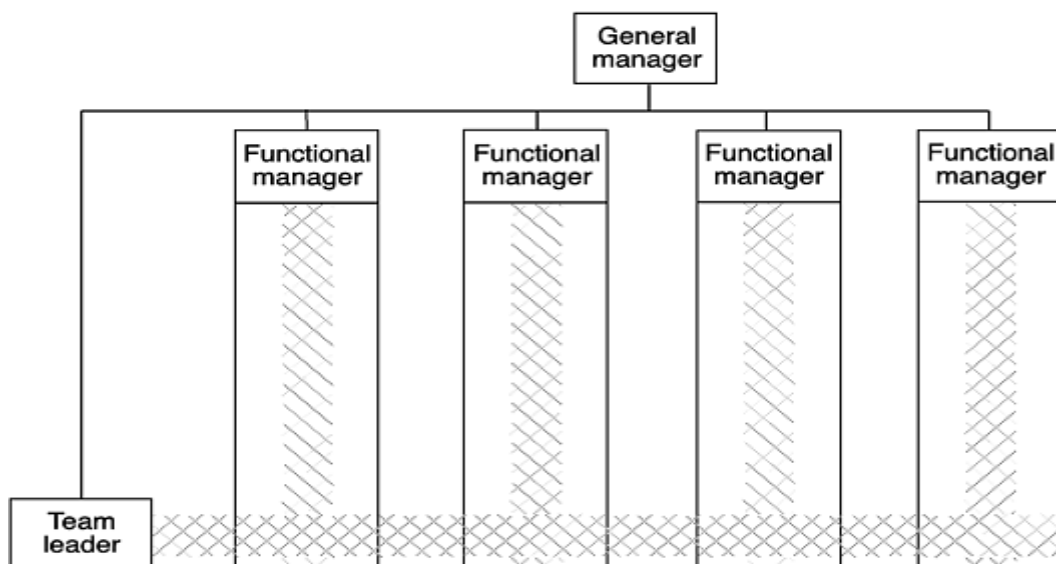 General
manager
Functional
manager
Functional
manager
Functional
manager
Functional
manager
Team
leader